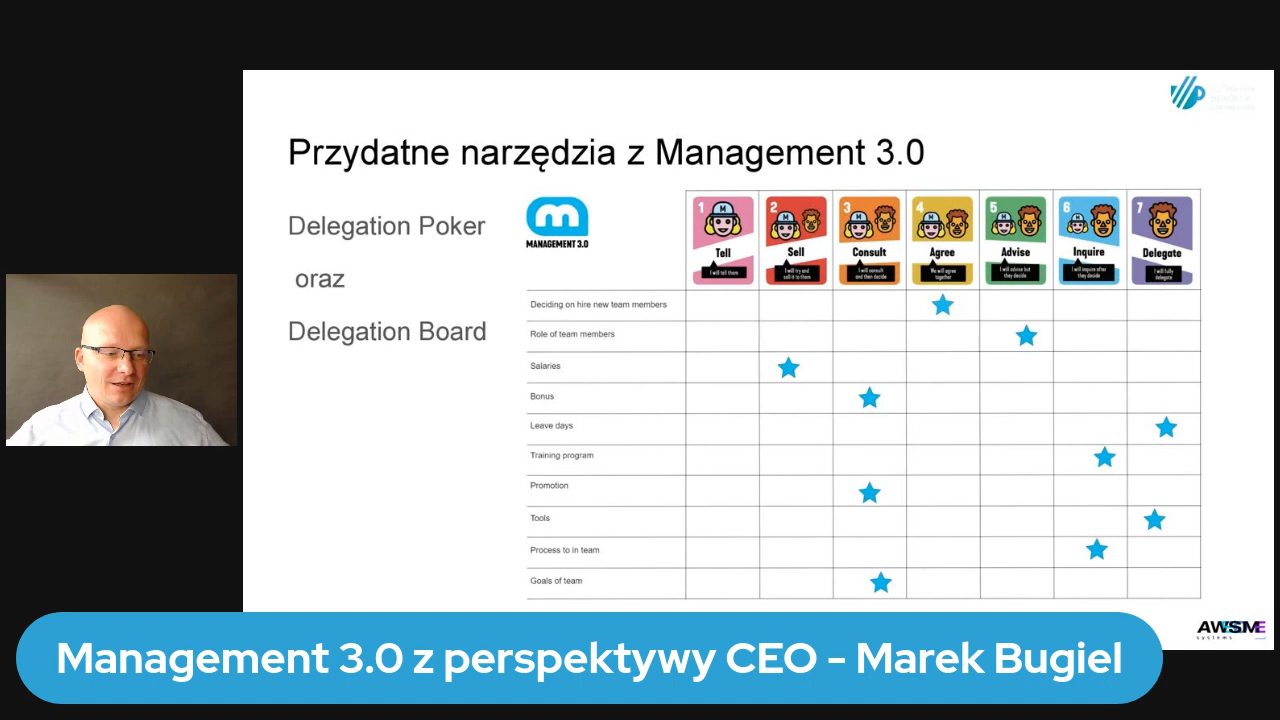 Przydatne narzędzia z Management 3.0
Delegation Poker
oraz
Delegation Board
m
MANAGEMENT 3.0
1
M
Tell
I will tell them
2
M
Sell
I will try and
sell it to them
3
M
Consult
I will consult
and then decide
4
M
Agree
We will agree
together
5
M
Advise
I will advise but
they decide
6
M
Inquire
I will inquire after
they decide
7
Delegate
I will fully
delegate
Deciding on hire new team members
Role of team members
Salaries
Bonus
Leave days
Training program
Promotion
Tools
Process to in team
Goals of team
AWSME
systems
Management 3.0 z perspektywy CEO - Marek Bugiel